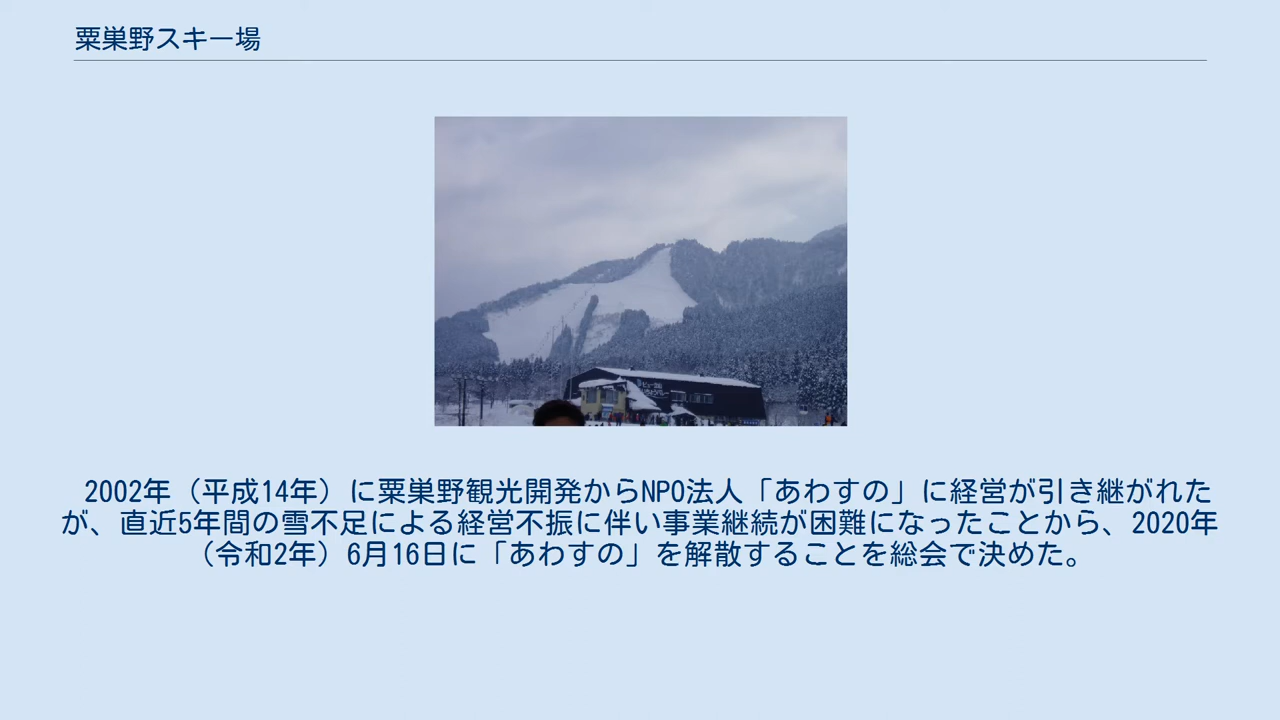 粟巣野スキー場
2002年（平成14年）に粟巣野観光開発からNPO法人「あわすの」に経営が引き継がれた
が、直近5年間の雪不足による経営不振に伴い事業継続が困難になったことから、2020年
（令和2年）6月16日に「あわすの」を解散することを総会で決めた。